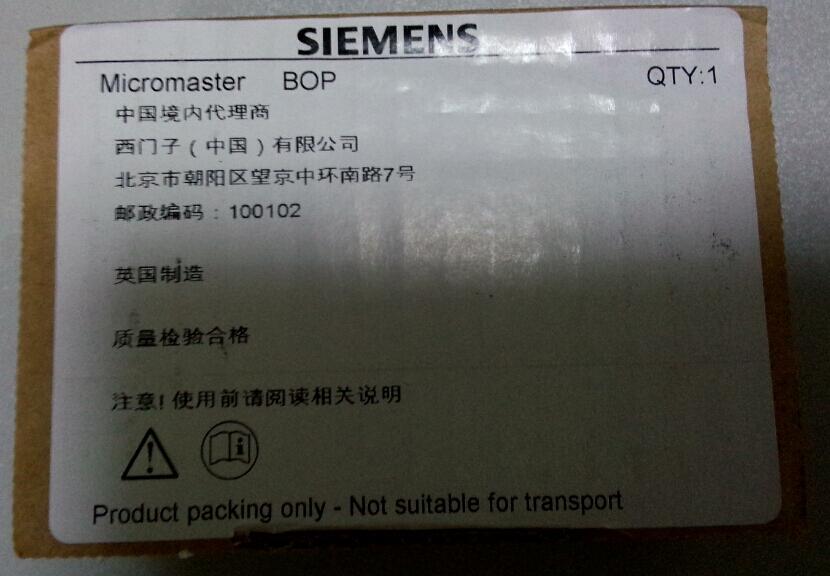 SIEMENS
Micromaster BOP QTY:1
中国境内代理商
西门子（中国）有限公司
北京市朝阳区望京中环南路7号
邮政编码：100102
英国制造
质量检验合格
注意! 使用前请阅读相关说明
Product packing only - Not suitable for transport